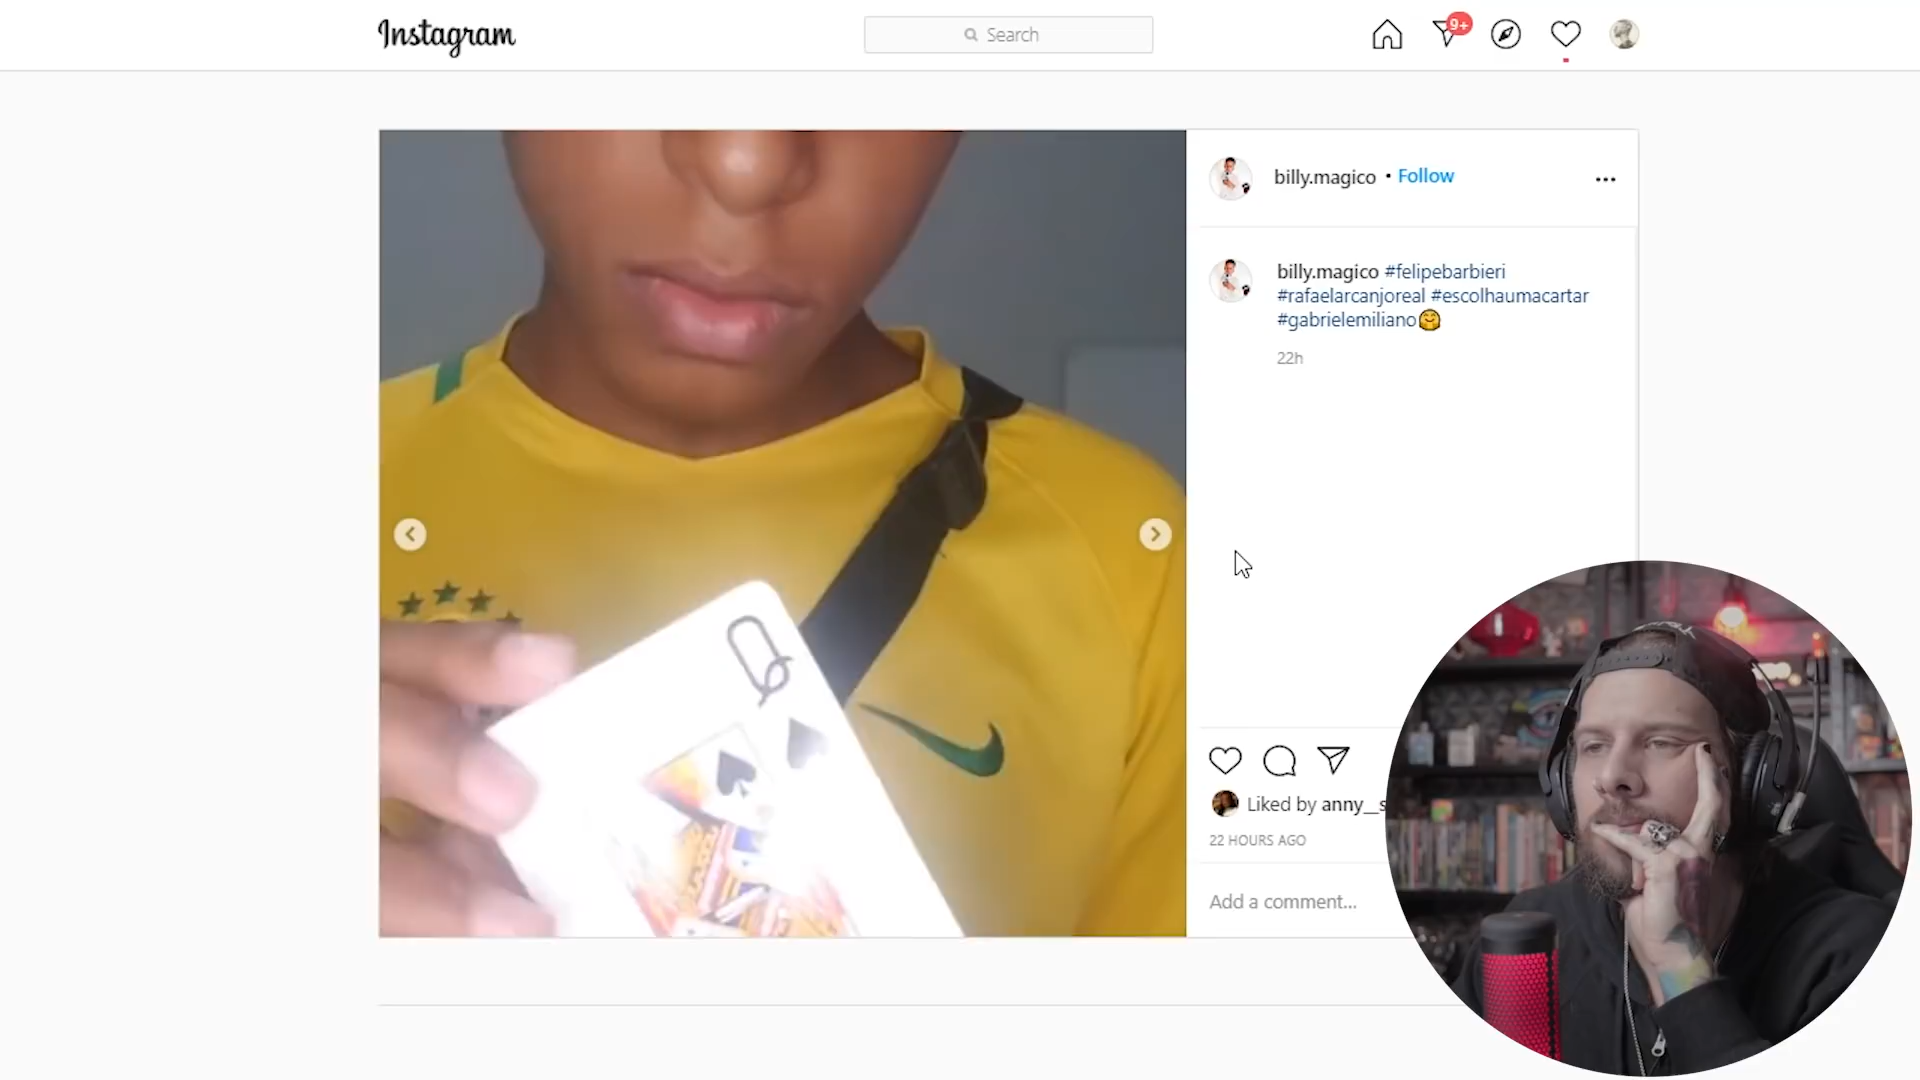 Instagram
Search
9+
billy.magico • Follow
billy.magico #felipebarbieri
#rafaelarcanjoreal #escolhaumacartar
#gabrielemiliano🤗
22h
Q
Liked by anny__s
22 HOURS AGO
Add a comment...